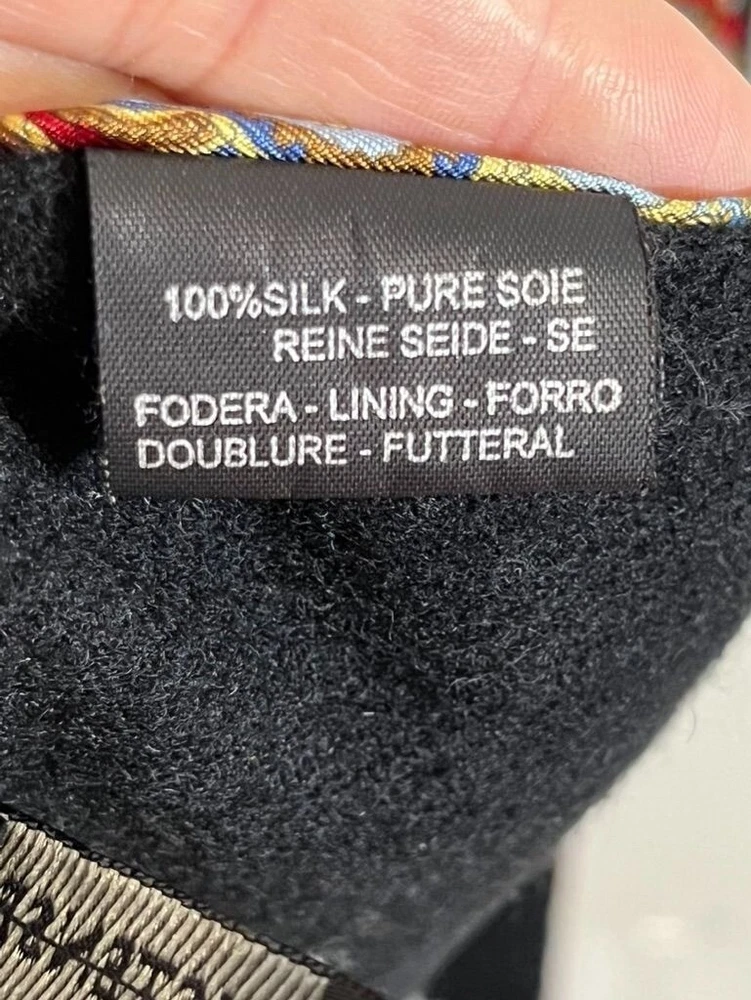 100%SILK - PURE SOIE
REINE SEIDE - SE
FODERA - LINING - FORRO
DOUBLURE - FUTTERAL